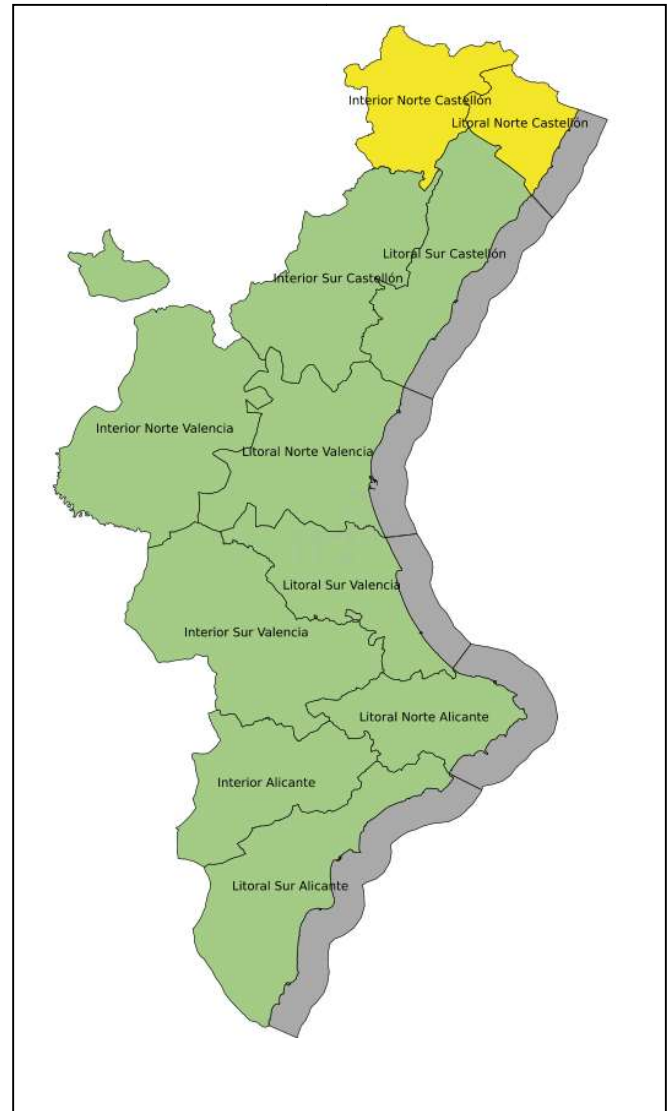 Interior Norte Castellón
Litoral Norte Castellón
Litoral Sur Castellón
Interior Sur Castellón
Interior Norte Valencia
Litoral Norte Valencia
Litoral Sur Valencia
Interior Sur Valencia
Litoral Norte Alicante
Interior Alicante
Litoral Sur Alicante